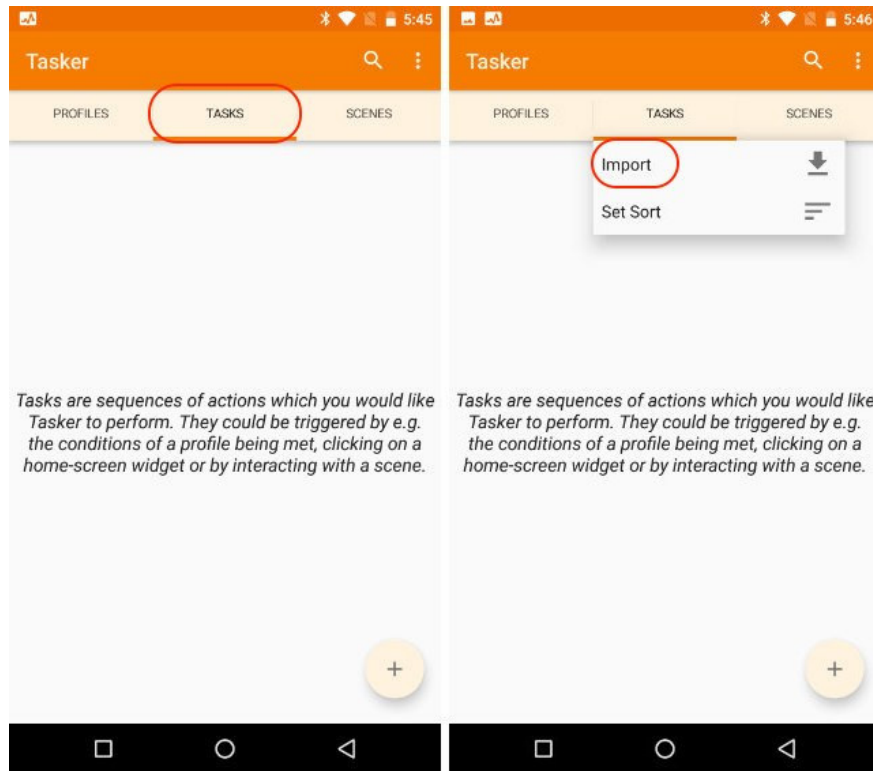 5:45
Tasker
PROFILES TASKS SCENES
Tasks are sequences of actions which you would like
Tasker to perform. They could be triggered by e.g.
the conditions of a profile being met, clicking on a
home-screen widget or by interacting with a scene.
+
5:46
Tasker
PROFILES TASKS SCENES
Import
Set Sort
Tasks are sequences of actions which you would like
Tasker to perform. They could be triggered by e.g.
the conditions of a profile being met, clicking on a
home-screen widget or by interacting with a scene.
+